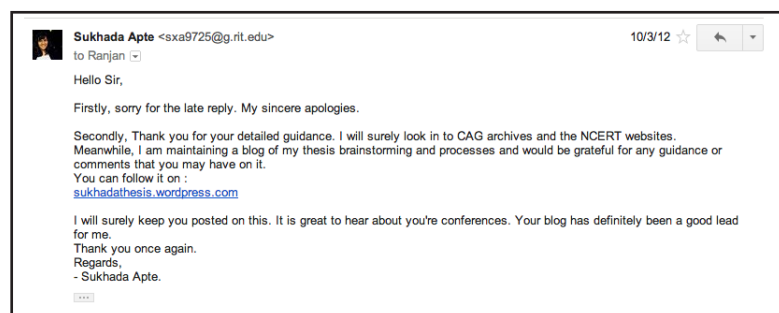 Sukhada Apte <sxa9725@g.rit.edu> 10/3/12
to Ranjan
Hello Sir,
Firstly, sorry for the late reply. My sincere apologies.
Secondly, Thank you for your detailed guidance. I will surely look in to CAG archives and the NCERT websites.
Meanwhile, I am maintaining a blog of my thesis brainstorming and processes and would be grateful for any guidance or
comments that you may have on it.
You can follow it on :
sukhadathesis.wordpress.com
I will surely keep you posted on this. It is great to hear about you're conferences. Your blog has definitely been a good lead
for me.
Thank you once again.
Regards,
- Sukhada Apte.